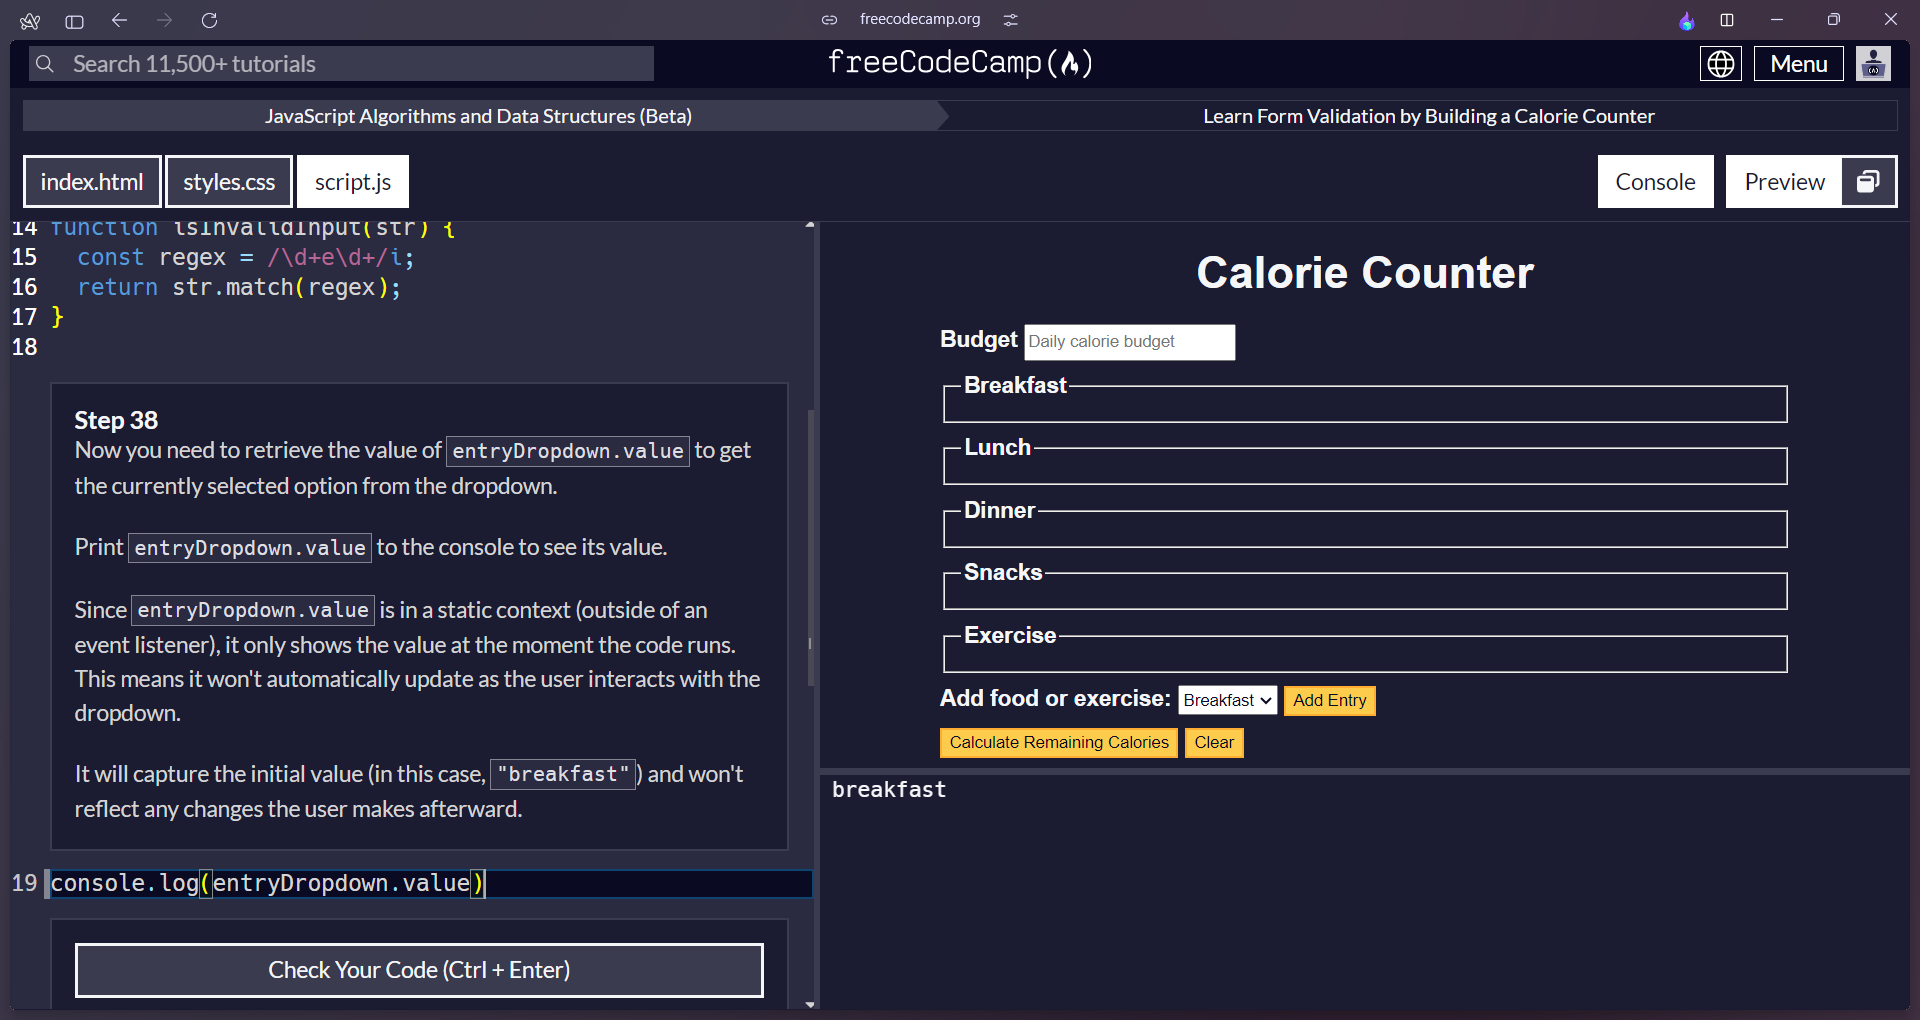 freecodecamp.org
Search 11,500+ tutorials
freeCodeCamp(🔥)
Menu
JavaScript Algorithms and Data Structures (Beta)
Learn Form Validation by Building a Calorie Counter
index.html
styles.css
script.js
Console
Preview
14 function isInvalidInput(str) {
15 const regex = /\d+e\d+/i;
16 return str.match(regex);
17 }
18
Step 38
Now you need to retrieve the value of entryDropdown.value to get
the currently selected option from the dropdown.
Print entryDropdown.value to the console to see its value.
Since entryDropdown.value is in a static context (outside of an
event listener), it only shows the value at the moment the code runs.
This means it won't automatically update as the user interacts with the
dropdown.
It will capture the initial value (in this case, "breakfast") and won't
reflect any changes the user makes afterward.
19 console.log(entryDropdown.value)
Check Your Code (Ctrl + Enter)
Calorie Counter
Budget Daily calorie budget
Breakfast
Lunch
Dinner
Snacks
Exercise
Add food or exercise: Breakfast Add Entry
Calculate Remaining Calories Clear
breakfast